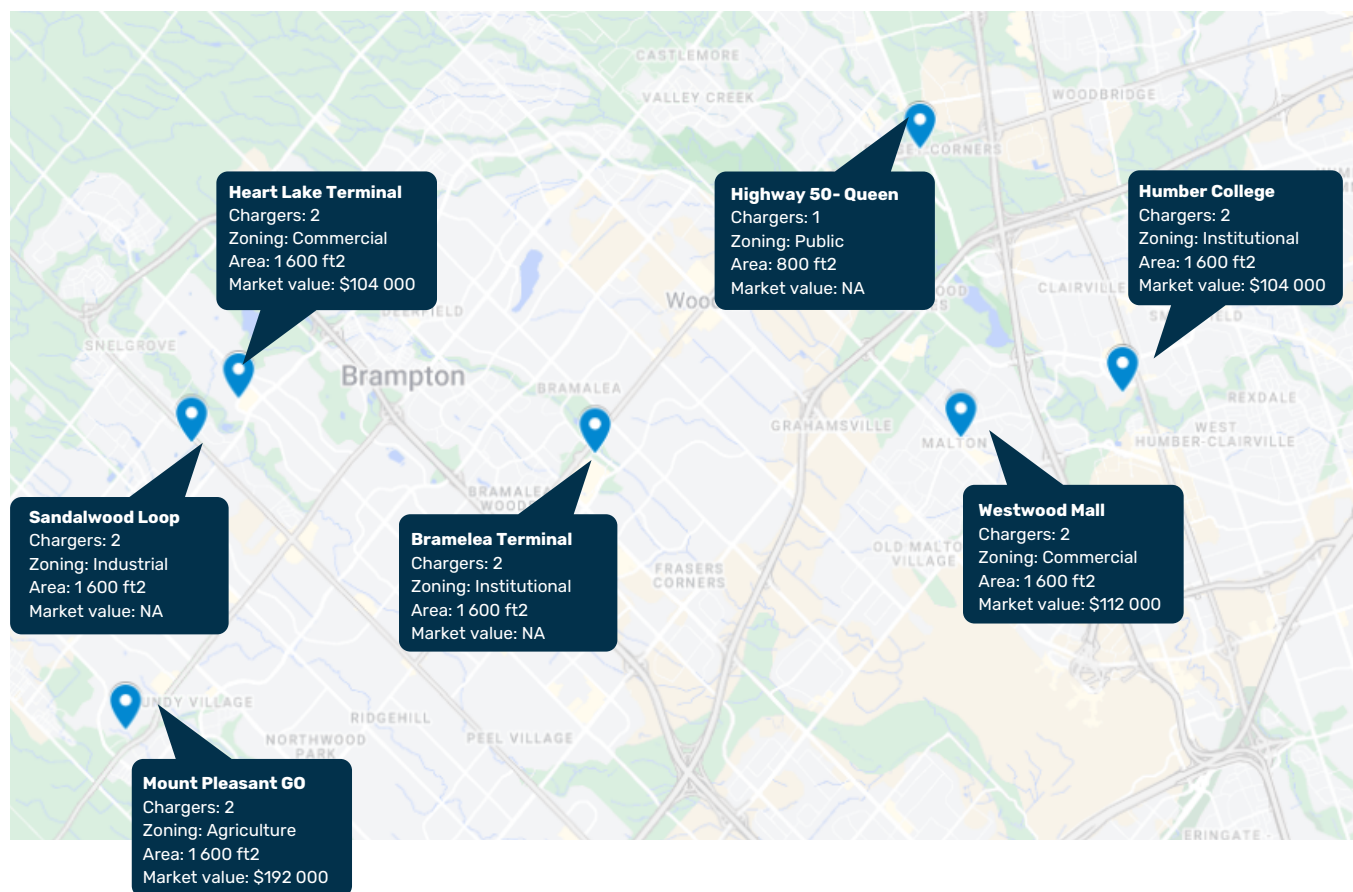 CASTLEMORE
VALLEY CREEK
WOODBRIDGE
CORNERS
Heart Lake Terminal
Chargers: 2
Zoning: Commercial
Area: 1 600 ft2
Market value: $104 000
Highway 50- Queen
Chargers: 1
Zoning: Public
Area: 800 ft2
Market value: NA
Humber College
Chargers: 2
Zoning: Institutional
Area: 1 600 ft2
Market value: $104 000
CLAIRVILLE
SNELGROVE
Brampton
BRAMALEA
REXDALE
GRAHAMSVILLE
MALTON
WEST
HUMBER-CLAIRVILLE
BRAMALEA
Sandalwood Loop
Chargers: 2
Zoning: Industrial
Area: 1 600 ft2
Market value: NA
Bramelea Terminal
Chargers: 2
Zoning: Institutional
Area: 1 600 ft2
Market value: NA
Westwood Mall
Chargers: 2
Zoning: Commercial
Area: 1 600 ft2
Market value: $112 000
OLD MALTO
VILLAGE
FRASERS
CORNERS
UNDY VILLAGE
RIDGEHILL
NORTHWOOD
PARK
PEEL VILLAGE
Mount Pleasant GO
Chargers: 2
Zoning: Agriculture
Area: 1 600 ft2
Market value: $192 000
ERINGATE -